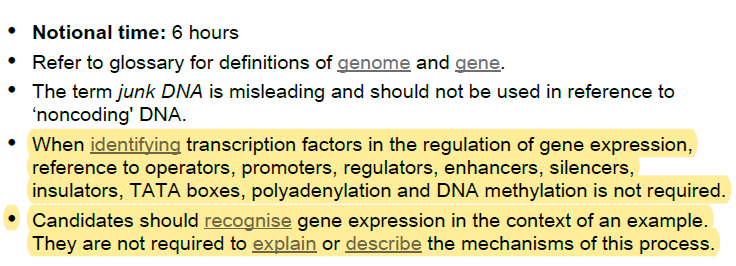 • Notional time: 6 hours
• Refer to glossary for definitions of genome and gene.
• The term junk DNA is misleading and should not be used in reference to
‘noncoding' DNA.
• When identifying transcription factors in the regulation of gene expression,
reference to operators, promoters, regulators, enhancers, silencers,
insulators, TATA boxes, polyadenylation and DNA methylation is not required.
• Candidates should recognise gene expression in the context of an example.
They are not required to explain or describe the mechanisms of this process.